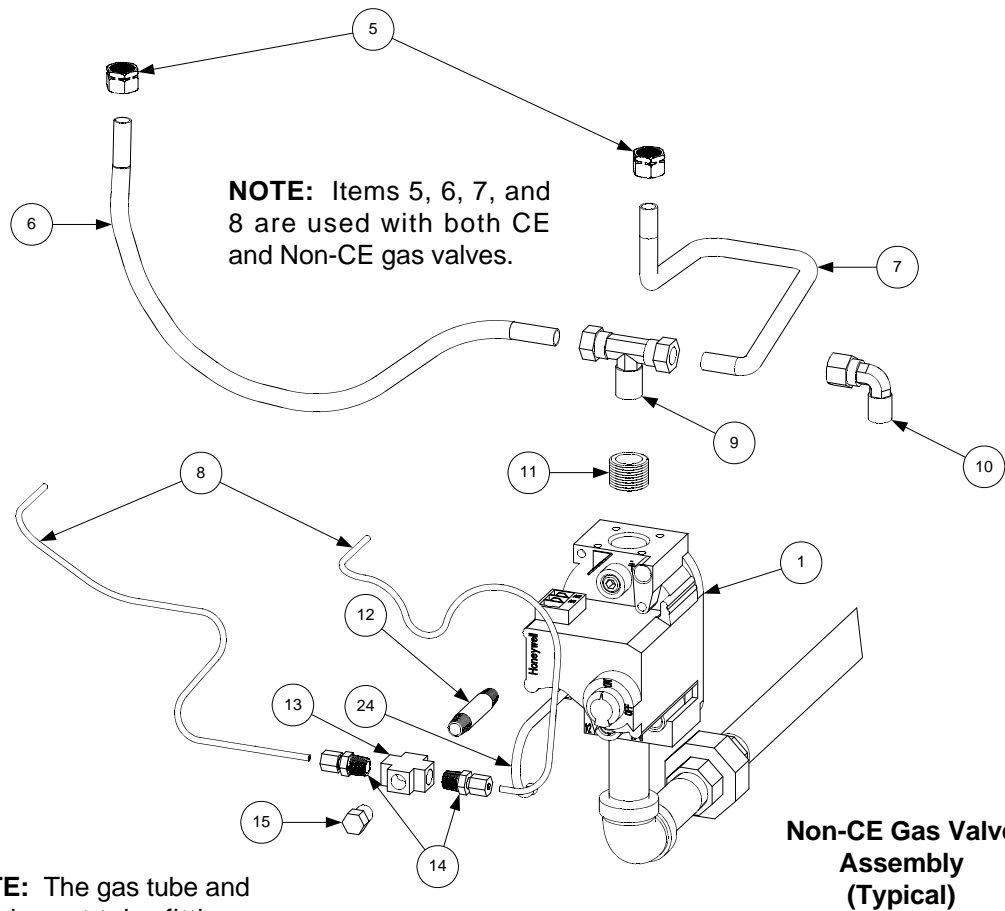 5
NOTE: Items 5, 6, 7, and
8 are used with both CE
and Non-CE gas valves.
6
7
9
10
11
8
1
12
Honeywell
13
24
15
14
Non-CE Gas Valv
Assembly
(Typical)
TE: The gas tube and